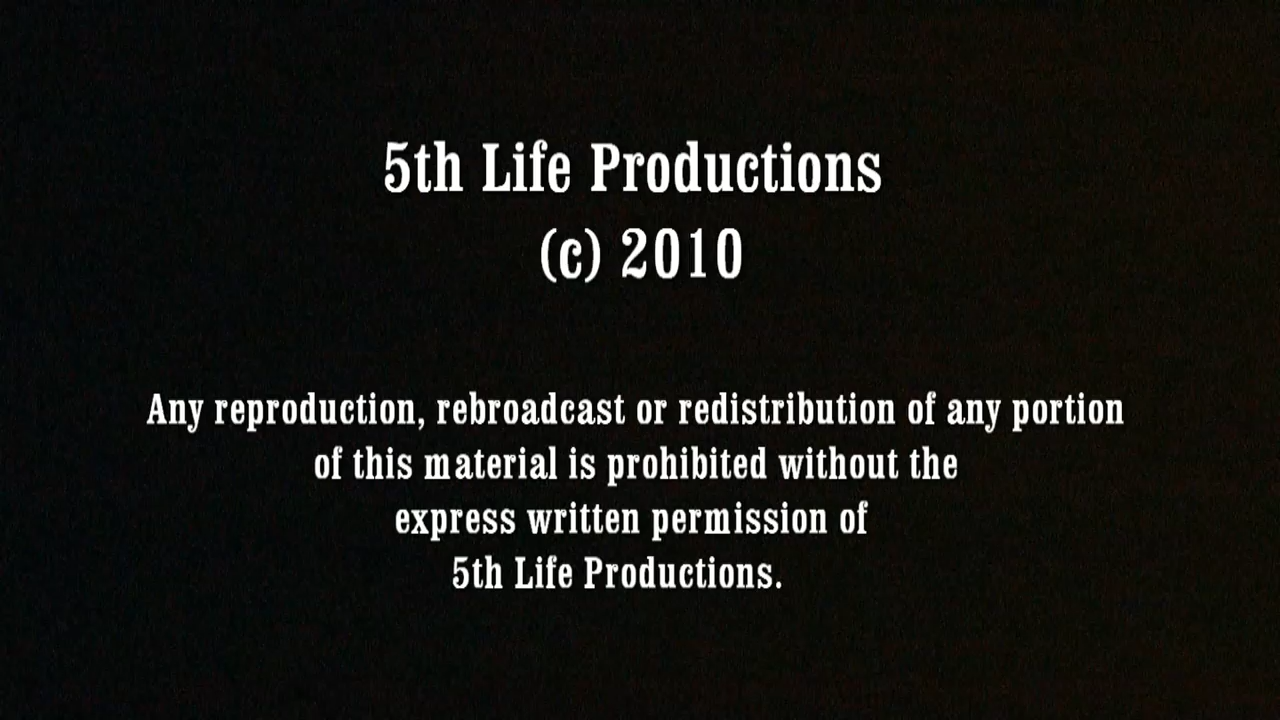 5th Life Productions
(c) 2010
Any reproduction, rebroadcast or redistribution of any portion
of this material is prohibited without the
express written permission of
5th Life Productions.